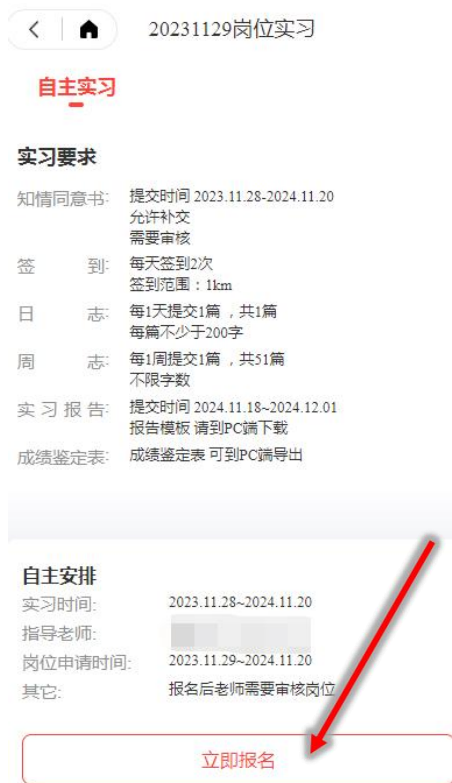 20231129岗位实习
自主实习
实习要求
知情同意书: 提交时间 2023.11.28-2024.11.20
允许补交
需要审核
签 到: 每天签到2次
签到范围：1km
日 志: 每1天提交1篇 ，共1篇
每篇不少于200字
周 志: 每1周提交1篇 ，共51篇
不限字数
实 习 报 告: 提交时间 2024.11.18~2024.12.01
报告模板 请到PC端下载
成绩鉴定表: 成绩鉴定表 可到PC端导出
自主安排
实习时间: 2023.11.28~2024.11.20
指导老师:
岗位申请时间: 2023.11.29~2024.11.20
其它: 报名后老师需要审核岗位
立即报名